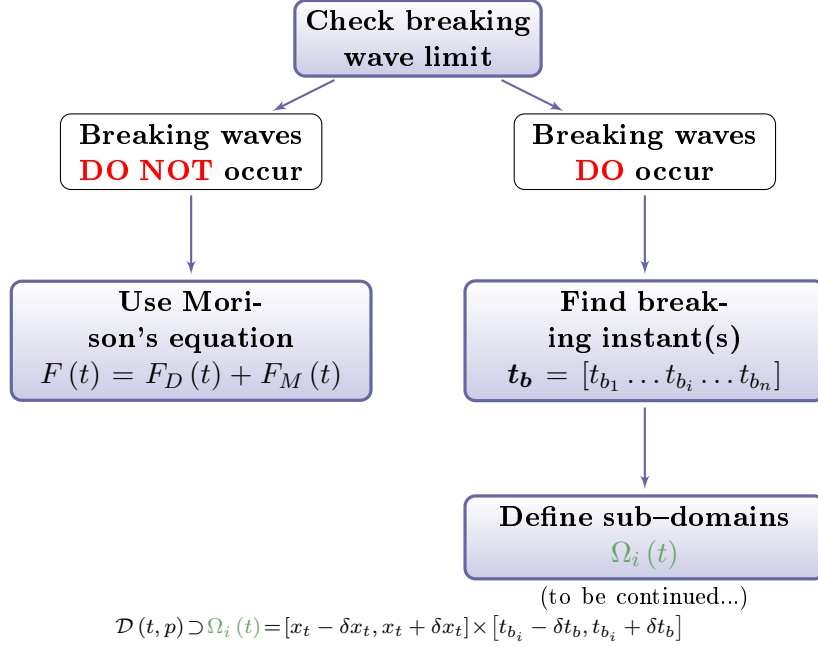 Check breaking
wave limit
Breaking waves
DO NOT occur
Breaking waves
DO occur
Use Mori-
son's equation
F (t) = F_D (t) + F_M (t)
Find break-
ing instant(s)
t_b = [t_{b_1} … t_{b_i} … t_{b_n}]
Define sub–domains
Ω_i (t)
(to be continued...)
𝒟 (t, p) ⊃ Ω_i (t) = [x_t − δx_t, x_t + δx_t] × [t_{b_i} − δt_b, t_{b_i} + δt_b]